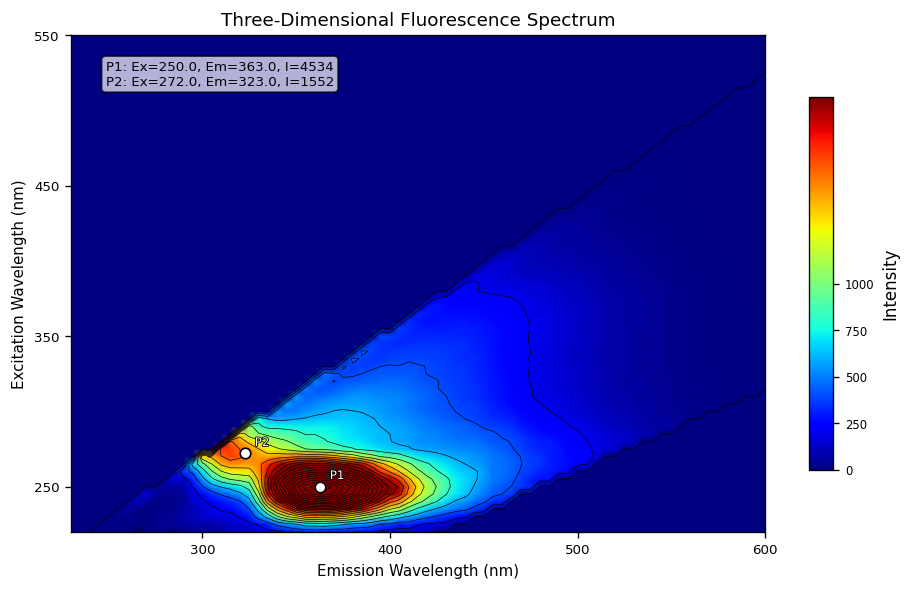 Three-Dimensional Fluorescence Spectrum
P1: Ex=250.0, Em=363.0, I=4534
P2: Ex=272.0, Em=323.0, I=1552
550
450
350
250
Excitation Wavelength (nm)
P2
P1
300
400
500
600
Emission Wavelength (nm)
1000
750
500
250
0
Intensity